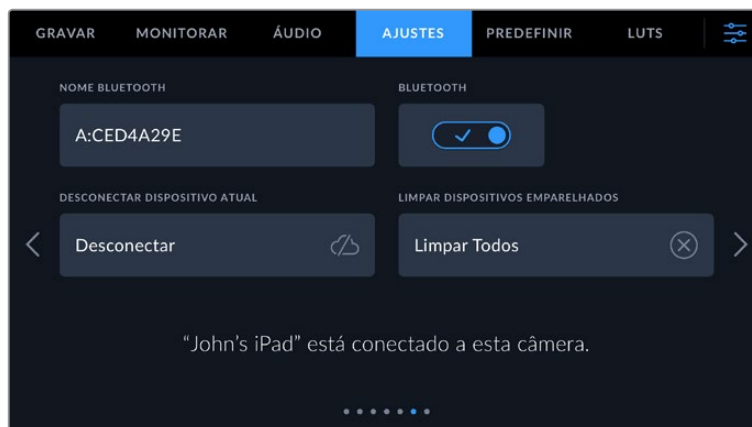 GRAVAR MONITORAR ÁUDIO AJUSTES PREDEFINIR LUTS
NOME BLUETOOTH BLUETOOTH
A:CED4A29E
DESCONECTAR DISPOSITIVO ATUAL LIMPAR DISPOSITIVOS EMPARELHADOS
Desconectar Limpar Todos
“John’s iPad” está conectado a esta câmera.